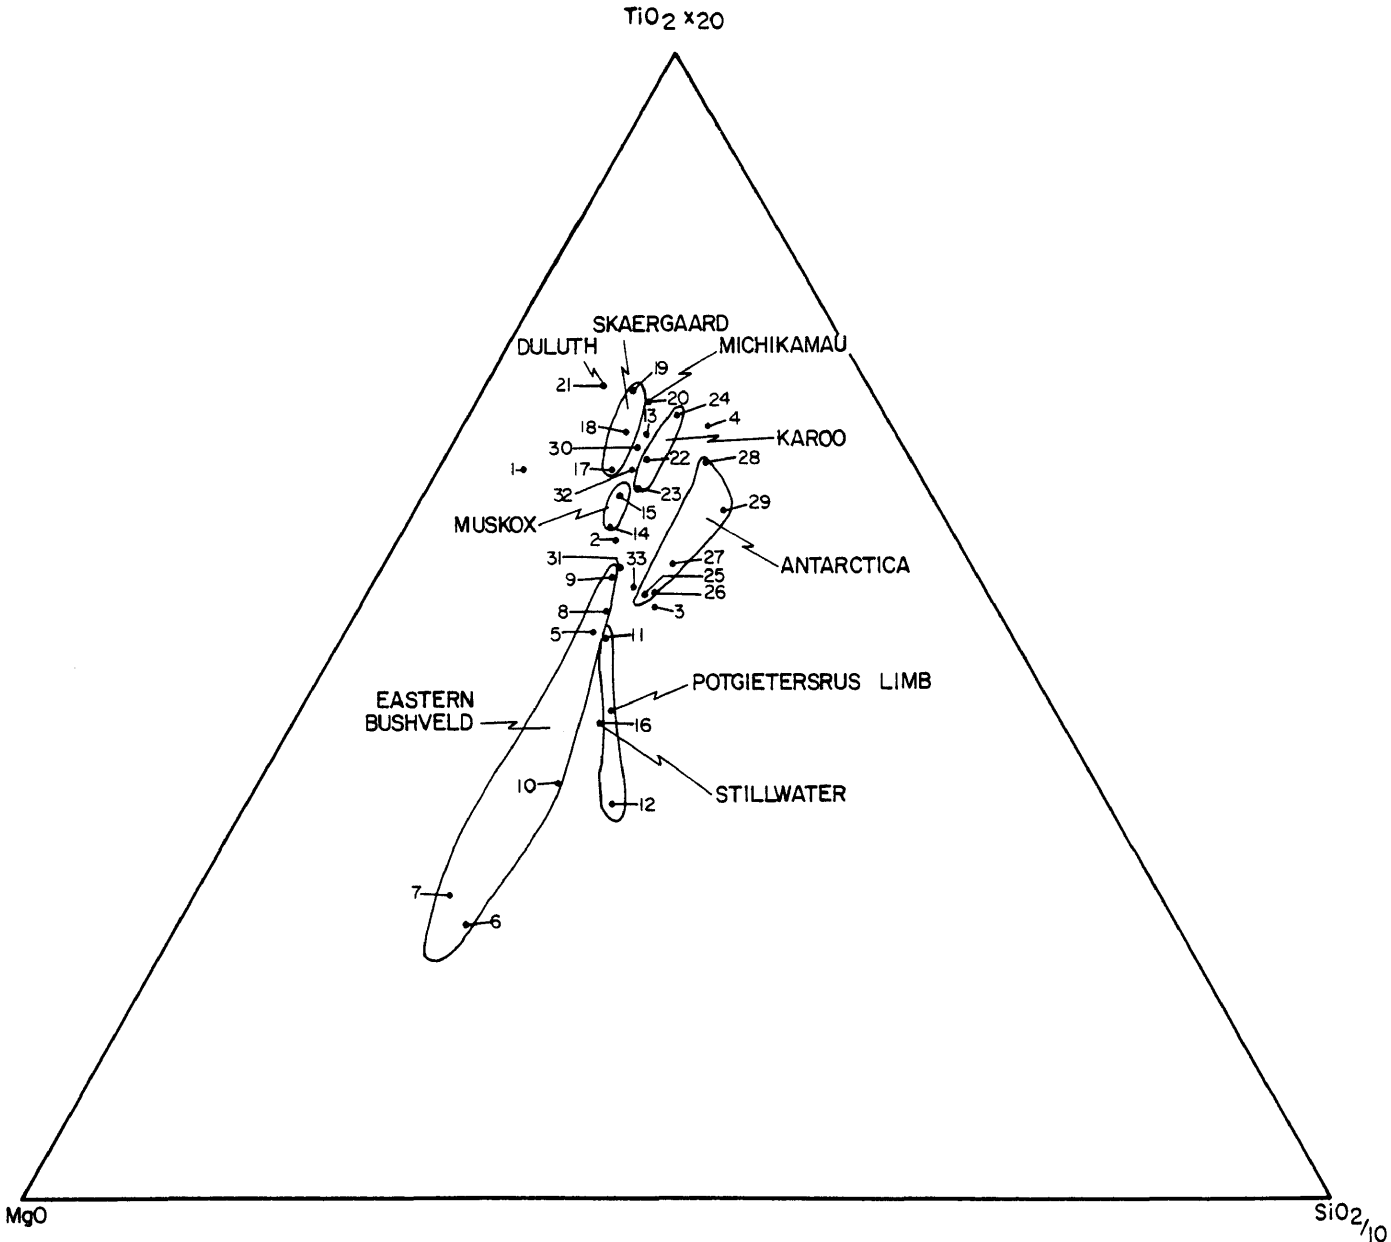 TiO2 x20
SKAERGAARD
DULUTH
MICHIKAMAU
19
21
20
24
13
4
18
KAROO
30
22
28
1
17
32
23
29
15
MUSKOX
14
2
31
33
27
ANTARCTICA
9
25
26
8
3
5
11
POTGIETERSRUS LIMB
EASTERN
BUSHVELD
16
10
STILLWATER
12
7
6
MgO
SiO2/10